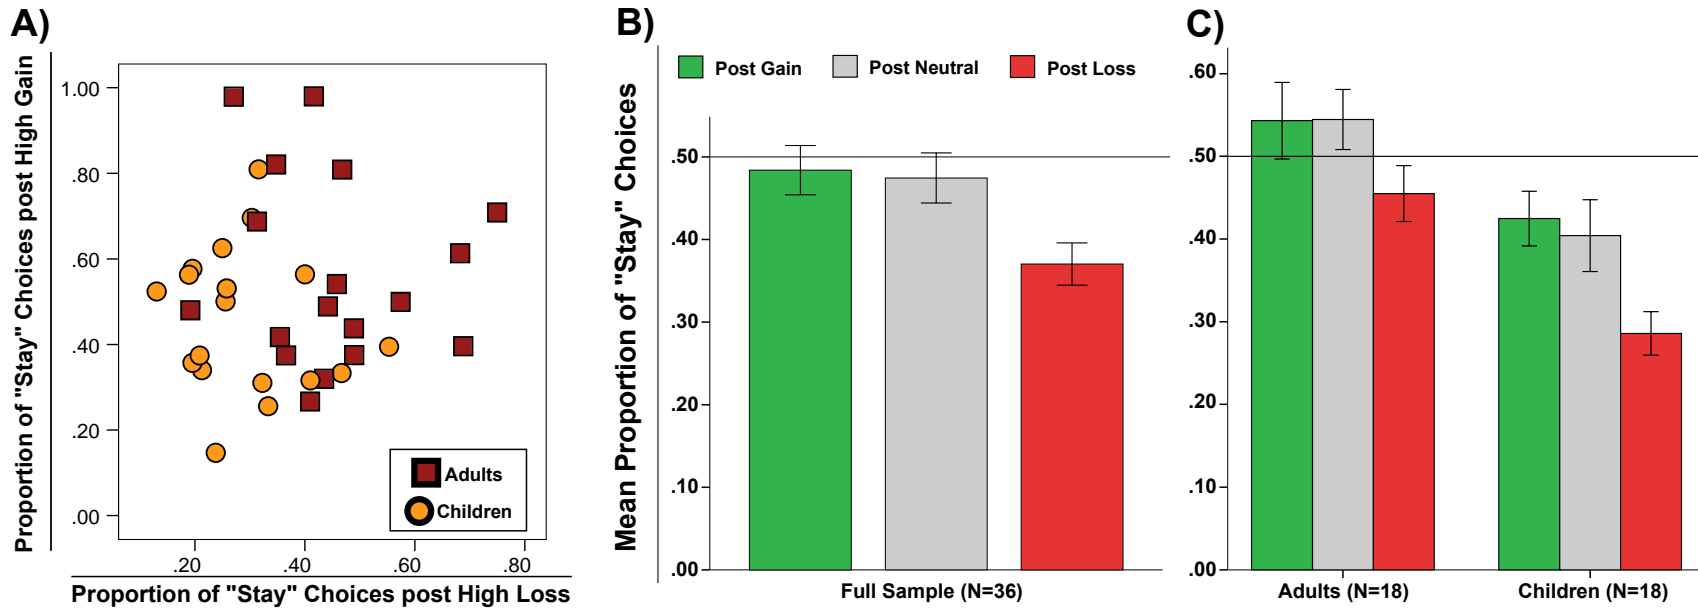 A)
Proportion of "Stay" Choices post High Gain
1.00
.80
.60
.40
.20
.00
Adults
Children
.20
.40
.60
.80
Proportion of "Stay" Choices post High Loss
B)
Post Gain
Post Neutral
Post Loss
Mean Proportion of "Stay" Choices
.50
.40
.30
.20
.10
.00
Full Sample (N=36)
C)
.60
.50
.40
.30
.20
.10
.00
Adults (N=18)
Children (N=18)